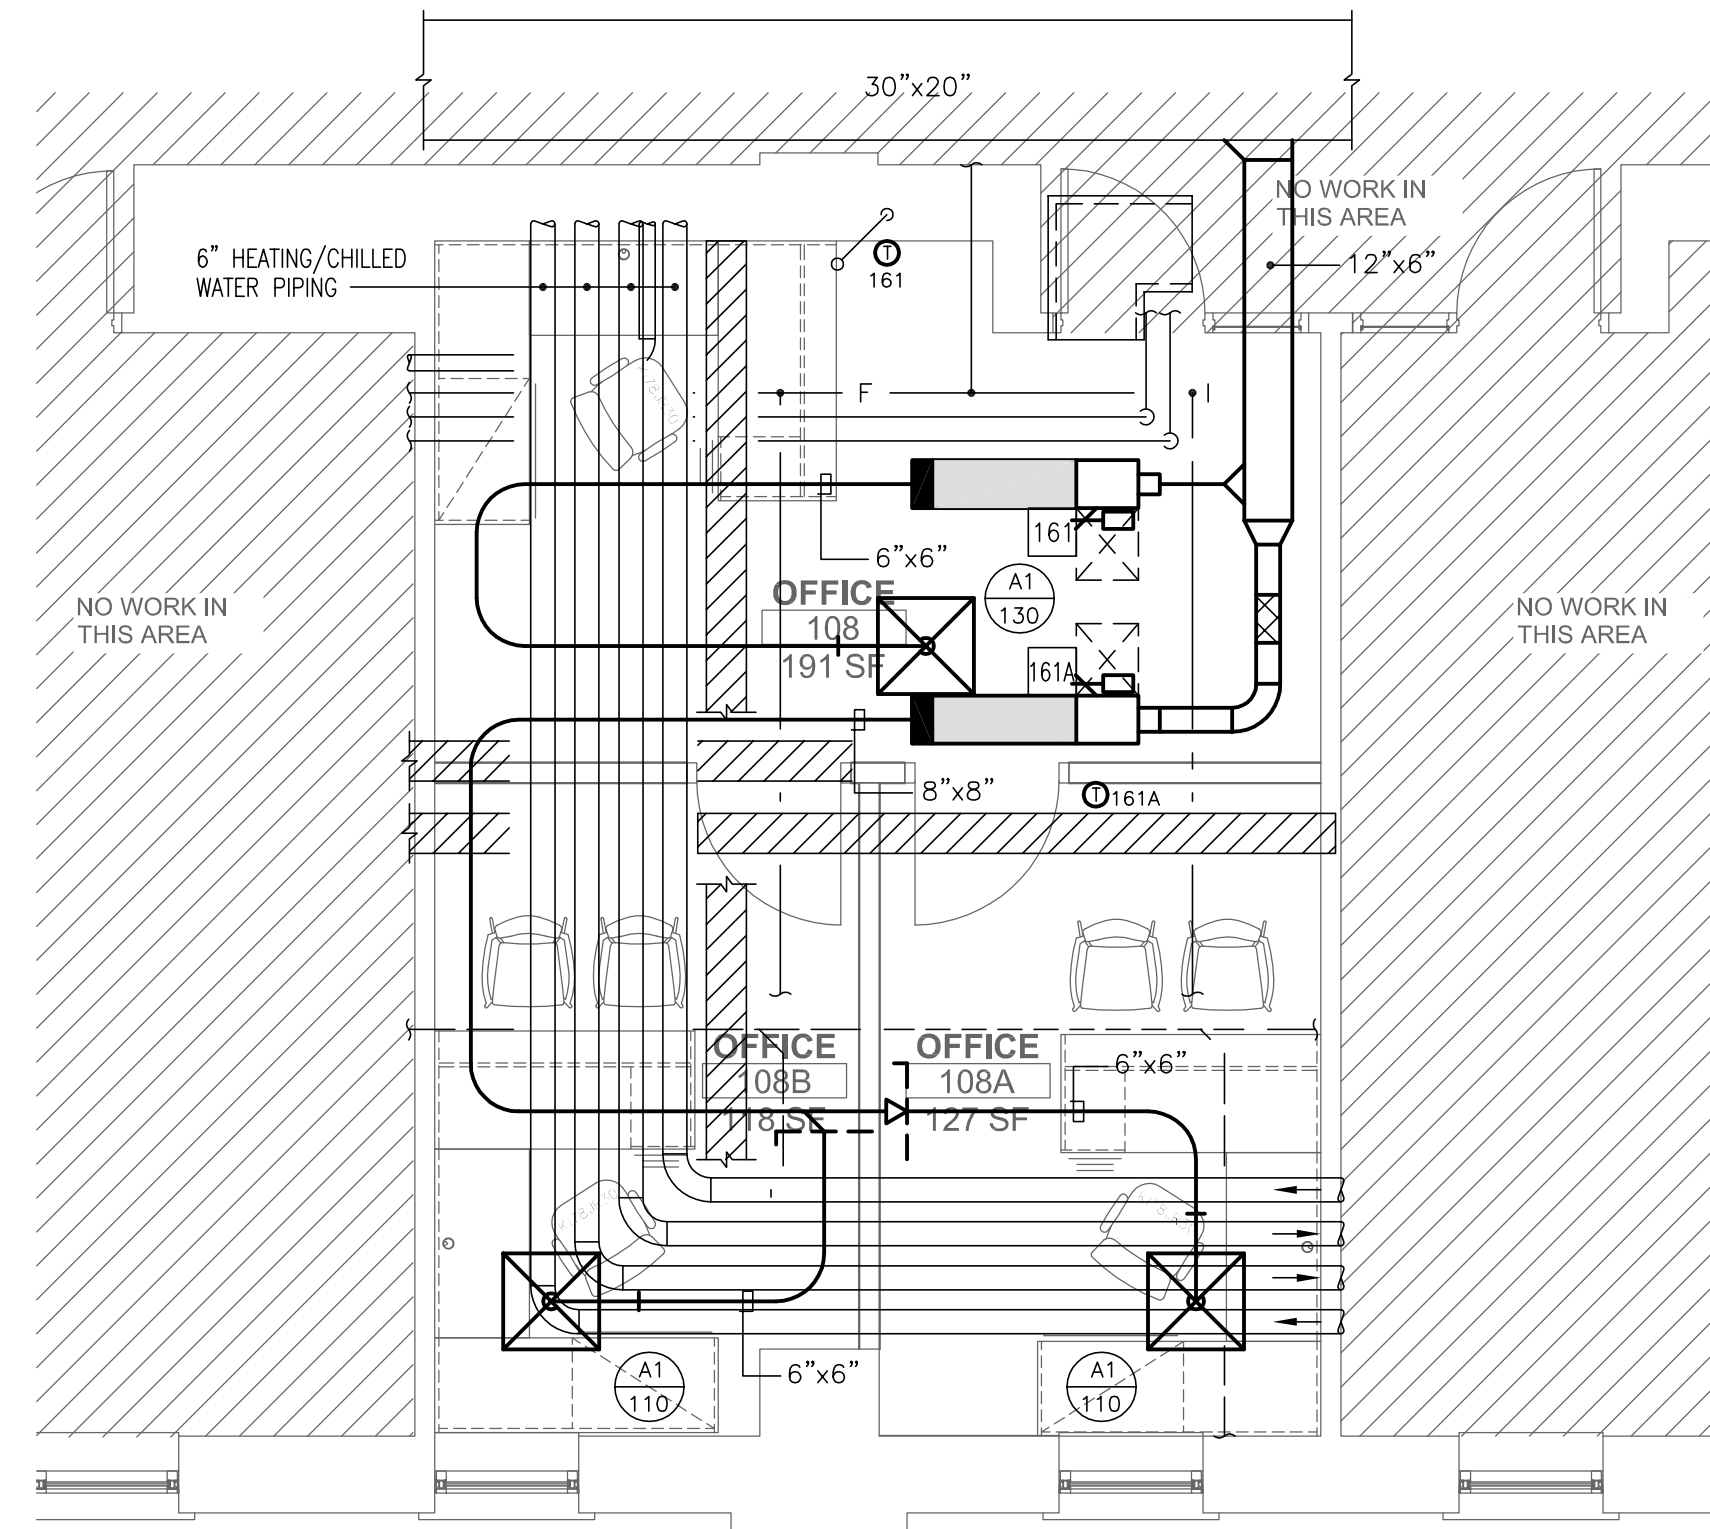 30"x20"
NO WORK IN
THIS AREA
6" HEATING/CHILLED
WATER PIPING
T
161
12"x6"
F
161
6"x6"
A1
130
OFFICE
108
191 SF
NO WORK IN
THIS AREA
NO WORK IN
THIS AREA
161A
8"x8"
T
161A
OFFICE
108B
118 SF
OFFICE
108A
127 SF
6"x6"
6"x6"
A1
110
A1
110